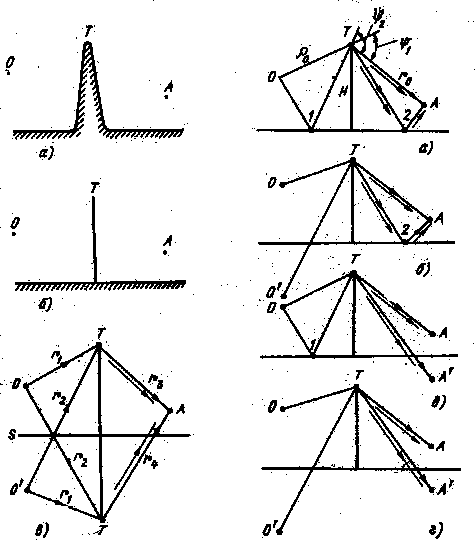 T
O
A
а)
T
O
A
б)
T
r₁
r₃
O
r₂
A
S
r₂
r₄
O'
r₁
T
в)
T
ψ₂
ψ₁
ρ₀
O
r₀
H
A
1
2
а)
T
O
A
2
б)
O'
T
O
1
A
A'
в)
T
O
A
A'
O'
г)